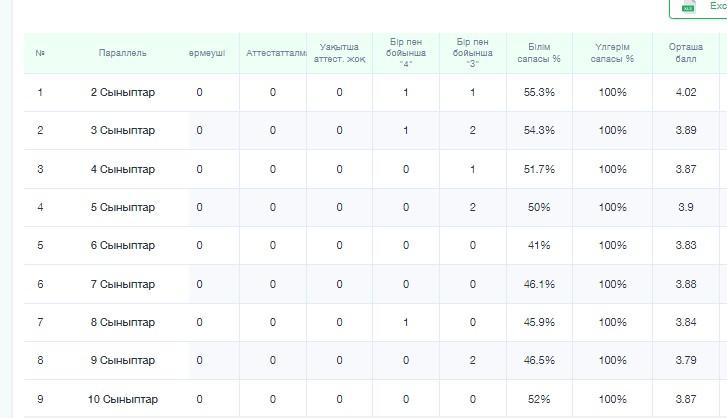 Exc
№ Параллель ермеуші Аттестатталм Уақытша аттест. жоқ Бір пен бойынша "4" Бір пен бойынша "3" Білім сапасы % Үлгерім сапасы % Орташа балл
1 2 Сыныптар 0 0 0 1 1 55.3% 100% 4.02
2 3 Сыныптар 0 0 0 1 2 54.3% 100% 3.89
3 4 Сыныптар 0 0 0 0 1 51.7% 100% 3.87
4 5 Сыныптар 0 0 0 0 2 50% 100% 3.9
5 6 Сыныптар 0 0 0 0 0 41% 100% 3.83
6 7 Сыныптар 0 0 0 0 0 46.1% 100% 3.88
7 8 Сыныптар 0 0 0 1 0 45.9% 100% 3.84
8 9 Сыныптар 0 0 0 0 2 46.5% 100% 3.79
9 10 Сыныптар 0 0 0 0 0 52% 100% 3.87